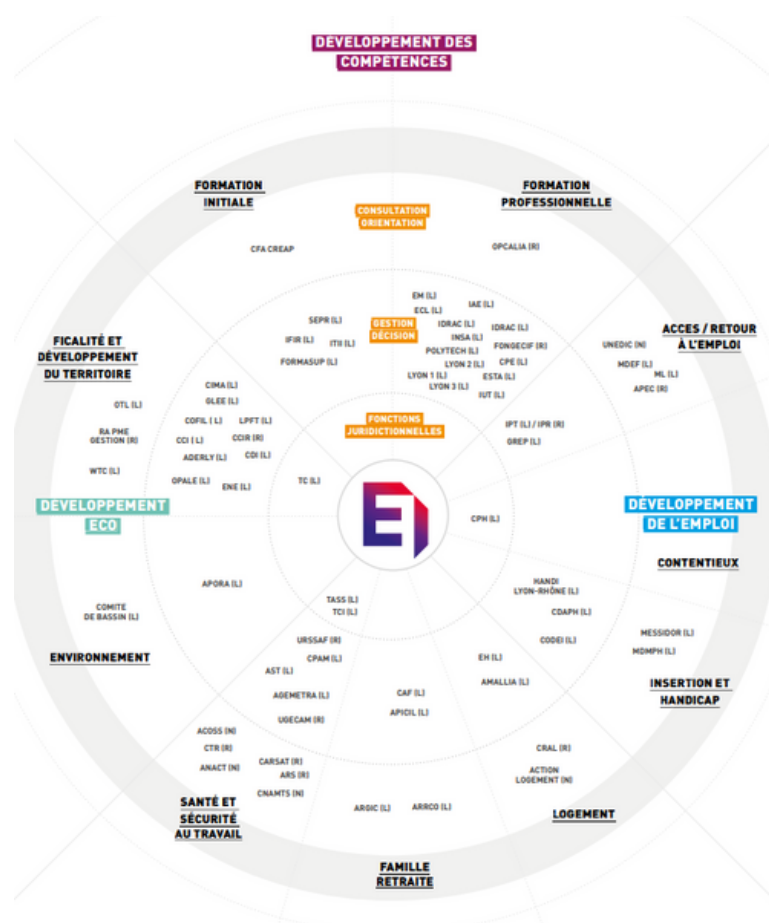 DÉVELOPPEMENT DES
COMPÉTENCES
FORMATION
INITIALE
FORMATION
PROFESSIONNELLE
CONSULTATION
ORIENTATION
CFA CREAP
OPCALIA (R)
EM (L)
ECL (L)
IAE (L)
SEPR (L)
GESTION
DÉCISION
IDRAC (L)
IDRAC (L)
IFIR (L)
ITII (L)
INSA (L)
FONGECIF (R)
POLYTECH (L)
FORMASUP (L)
LYON 2 (L)
CPE (L)
LYON 1 (L)
ESTA (L)
LYON 3 (L)
IUT (L)
FICALITÉ ET
DÉVELOPPEMENT
DU TERRITOIRE
ACCES / RETOUR
À L'EMPLOI
UNEDIC (N)
MDEF (L)
ML (L)
APEC (R)
CIMA (L)
GLEE (L)
OTL (L)
COFIL ( L)
LPFT (L)
FONCTIONS
JURIDICTIONNELLES
IPT (L) / IPR (R)
GREP (L)
RA PME
GESTION (R)
CCI ( L)
CCIR (R)
ADERLY (L)
CDI (L)
WTC (L)
OPALE (L)
ENE (L)
TC (L)
DÉVELOPPEMENT
ECO
E
CPH (L)
DÉVELOPPEMENT
DE L'EMPLOI
CONTENTIEUX
APORA (L)
HANDI
LYON-RHÔNE (L)
COMITE
DE BASSIN (L)
TASS (L)
TCI (L)
CDAPH (L)
ENVIRONNEMENT
URSSAF (R)
CPAM (L)
AST (L)
CODEI (L)
MESSIDOR (L)
MDMPH (L)
EH (L)
AMALLIA (L)
AGEMETRA (L)
CAF (L)
INSERTION ET
HANDICAP
UGECAM (R)
APICIL (L)
ACOSS (N)
CTR (R)
ANACT (N)
CARSAT (R)
ARS (R)
CNAMTS (N)
CRAL (R)
ACTION
LOGEMENT (N)
SANTÉ ET
SÉCURITÉ
AU TRAVAIL
ARGIC (L)
ARRCO (L)
LOGEMENT
FAMILLE
RETRAITE